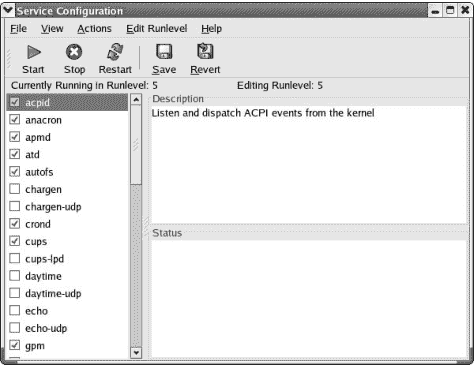 Service Configuration
File View Actions Edit Runlevel Help
Start Stop Restart Save Revert
Currently Running in Runlevel: 5 Editing Runlevel: 5
Description
Listen and dispatch ACPI events from the kernel
Status
acpid
anacron
apmd
atd
autofs
chargen
chargen-udp
crond
cups
cups-lpd
daytime
daytime-udp
echo
echo-udp
gpm